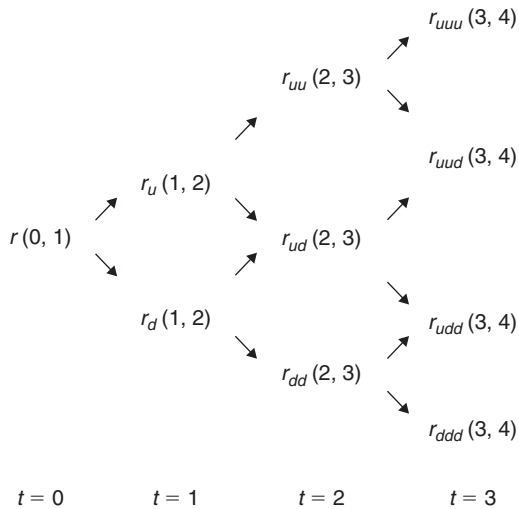 r_uuu (3, 4)
r_uu (2, 3)
r_uud (3, 4)
r_u (1, 2)
r (0, 1)
r_ud (2, 3)
r_d (1, 2)
r_udd (3, 4)
r_dd (2, 3)
r_ddd (3, 4)
t = 0 t = 1 t = 2 t = 3